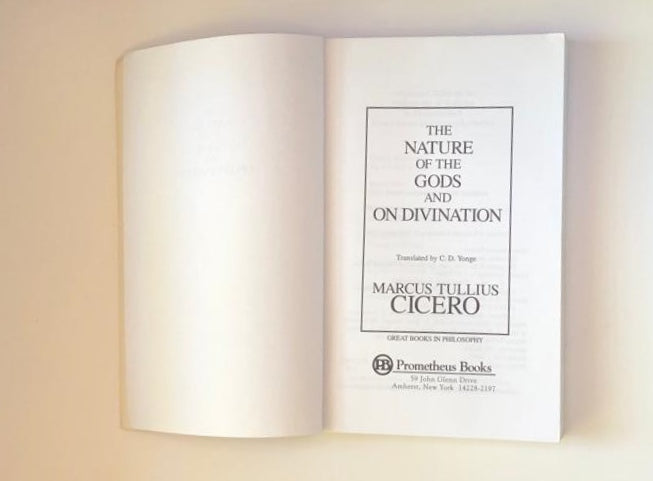 THE
NATURE
OF THE
GODS
AND
ON DIVINATION
Translated by C. D. Yonge
MARCUS TULLIUS
CICERO
GREAT BOOKS IN PHILOSOPHY
PB Prometheus Books
59 John Glenn Drive
Amherst, New York 14228-2197